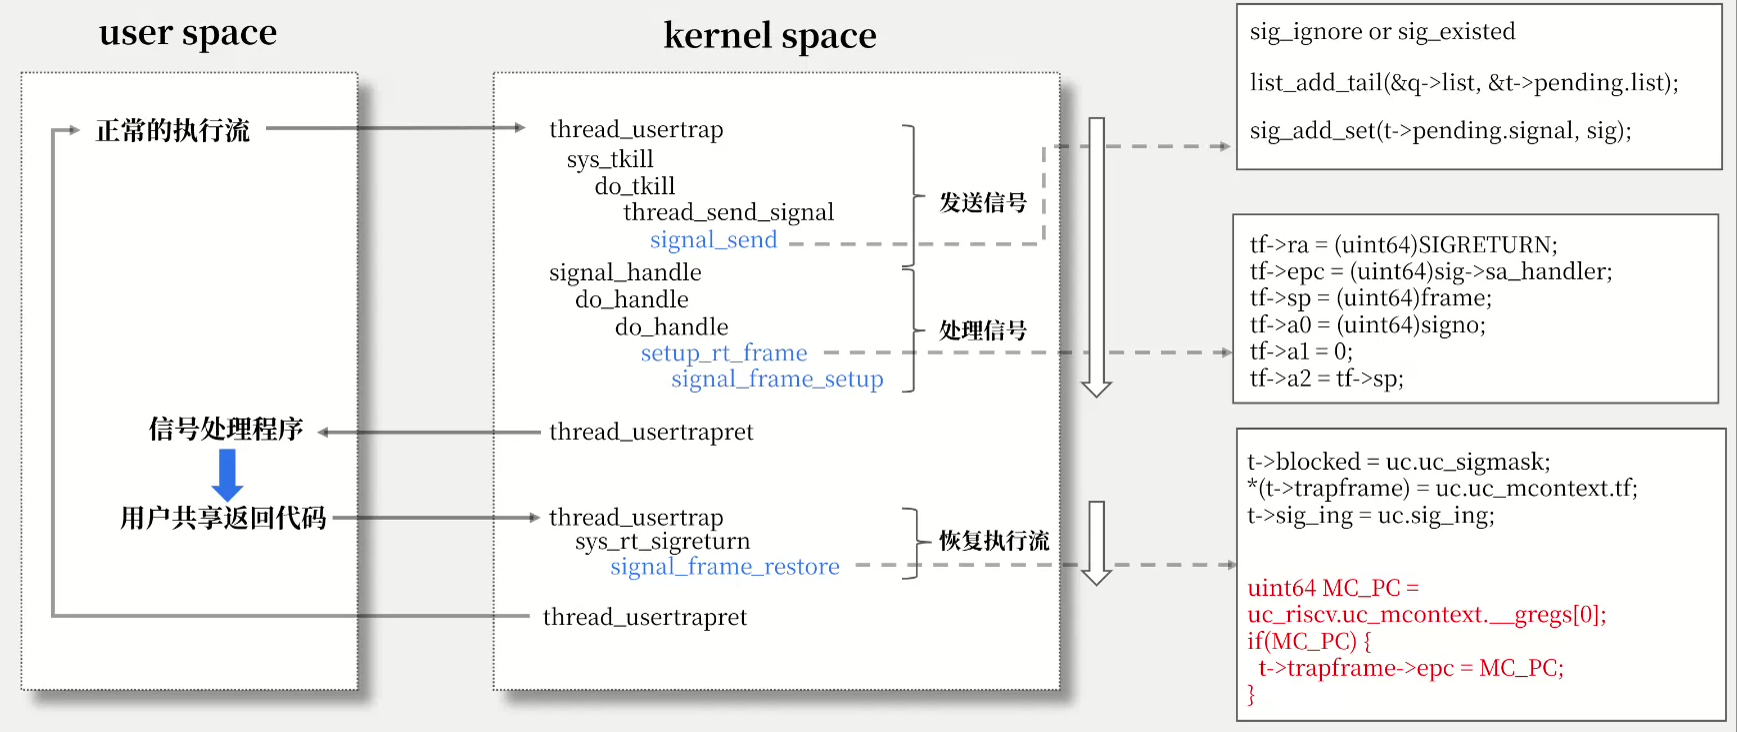 user space
正常的执行流
信号处理程序
用户共享返回代码
kernel space
thread_usertrap
sys_tkill
do_tkill
thread_send_signal
signal_send
发送信号
signal_handle
do_handle
do_handle
setup_rt_frame
signal_frame_setup
处理信号
thread_usertrapret
thread_usertrap
sys_rt_sigreturn
signal_frame_restore
恢复执行流
thread_usertrapret
sig_ignore or sig_existed
list_add_tail(&q->list, &t->pending.list);
sig_add_set(t->pending.signal, sig);
tf->ra = (uint64)SIGRETURN;
tf->epc = (uint64)sig->sa_handler;
tf->sp = (uint64)frame;
tf->a0 = (uint64)signo;
tf->a1 = 0;
tf->a2 = tf->sp;
t->blocked = uc.uc_sigmask;
*(t->trapframe) = uc.uc_mcontext.tf;
t->sig_ing = uc.sig_ing;
uint64 MC_PC =
uc_riscv.uc_mcontext.__gregs[0];
if(MC_PC) {
t->trapframe->epc = MC_PC;
}